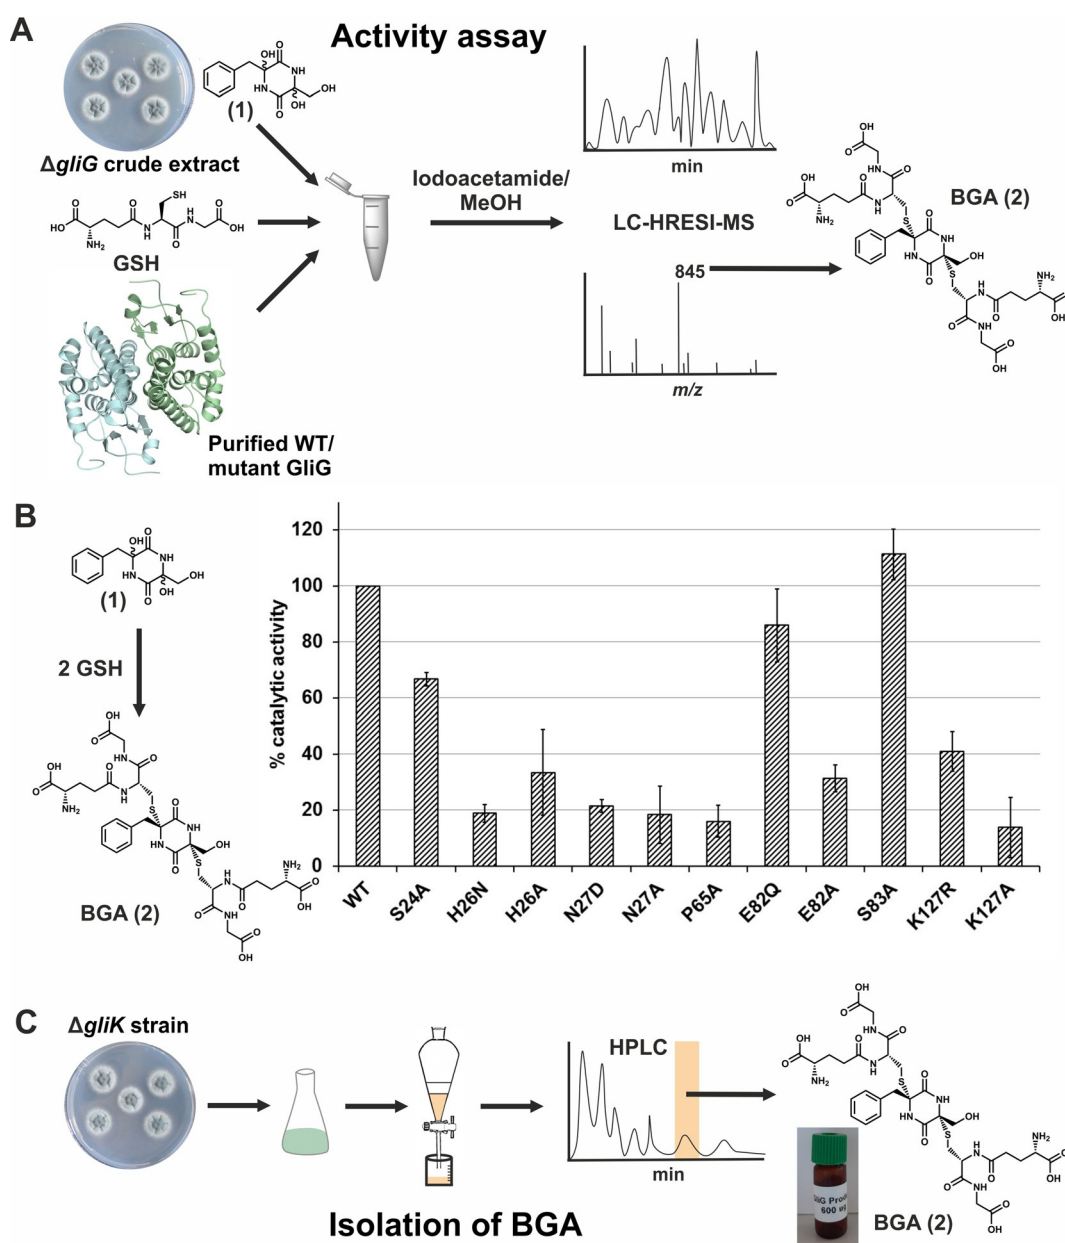 A
Activity assay
(1)
ΔgliG crude extract
GSH
Purified WT/
mutant GliG
Iodoacetamide/
MeOH
min
LC-HRESI-MS
845
m/z
BGA (2)
B
(1)
2 GSH
BGA (2)
% catalytic activity
120
100
80
60
40
20
0
WT
S24A
H26N
H26A
N27D
N27A
P65A
E82Q
E82A
S83A
K127R
K127A
C
ΔgliK strain
HPLC
min
600
BGA (2)
Isolation of BGA